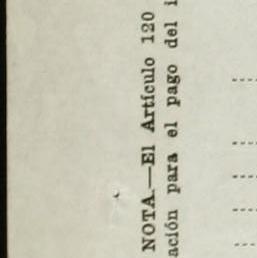 NOTA.—El Artículo 120
ación para el pago del i